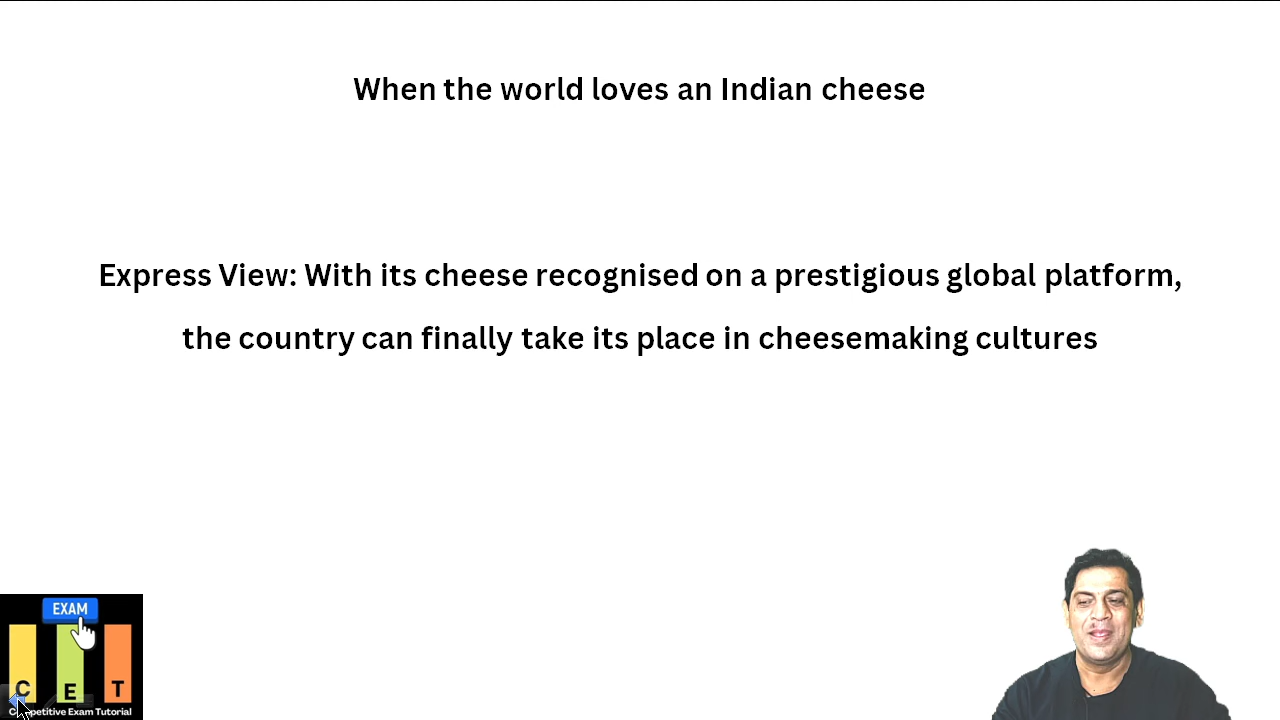 When the world loves an Indian cheese
Express View: With its cheese recognised on a prestigious global platform,
the country can finally take its place in cheesemaking cultures
EXAM
C E T
Competitive Exam Tutorial